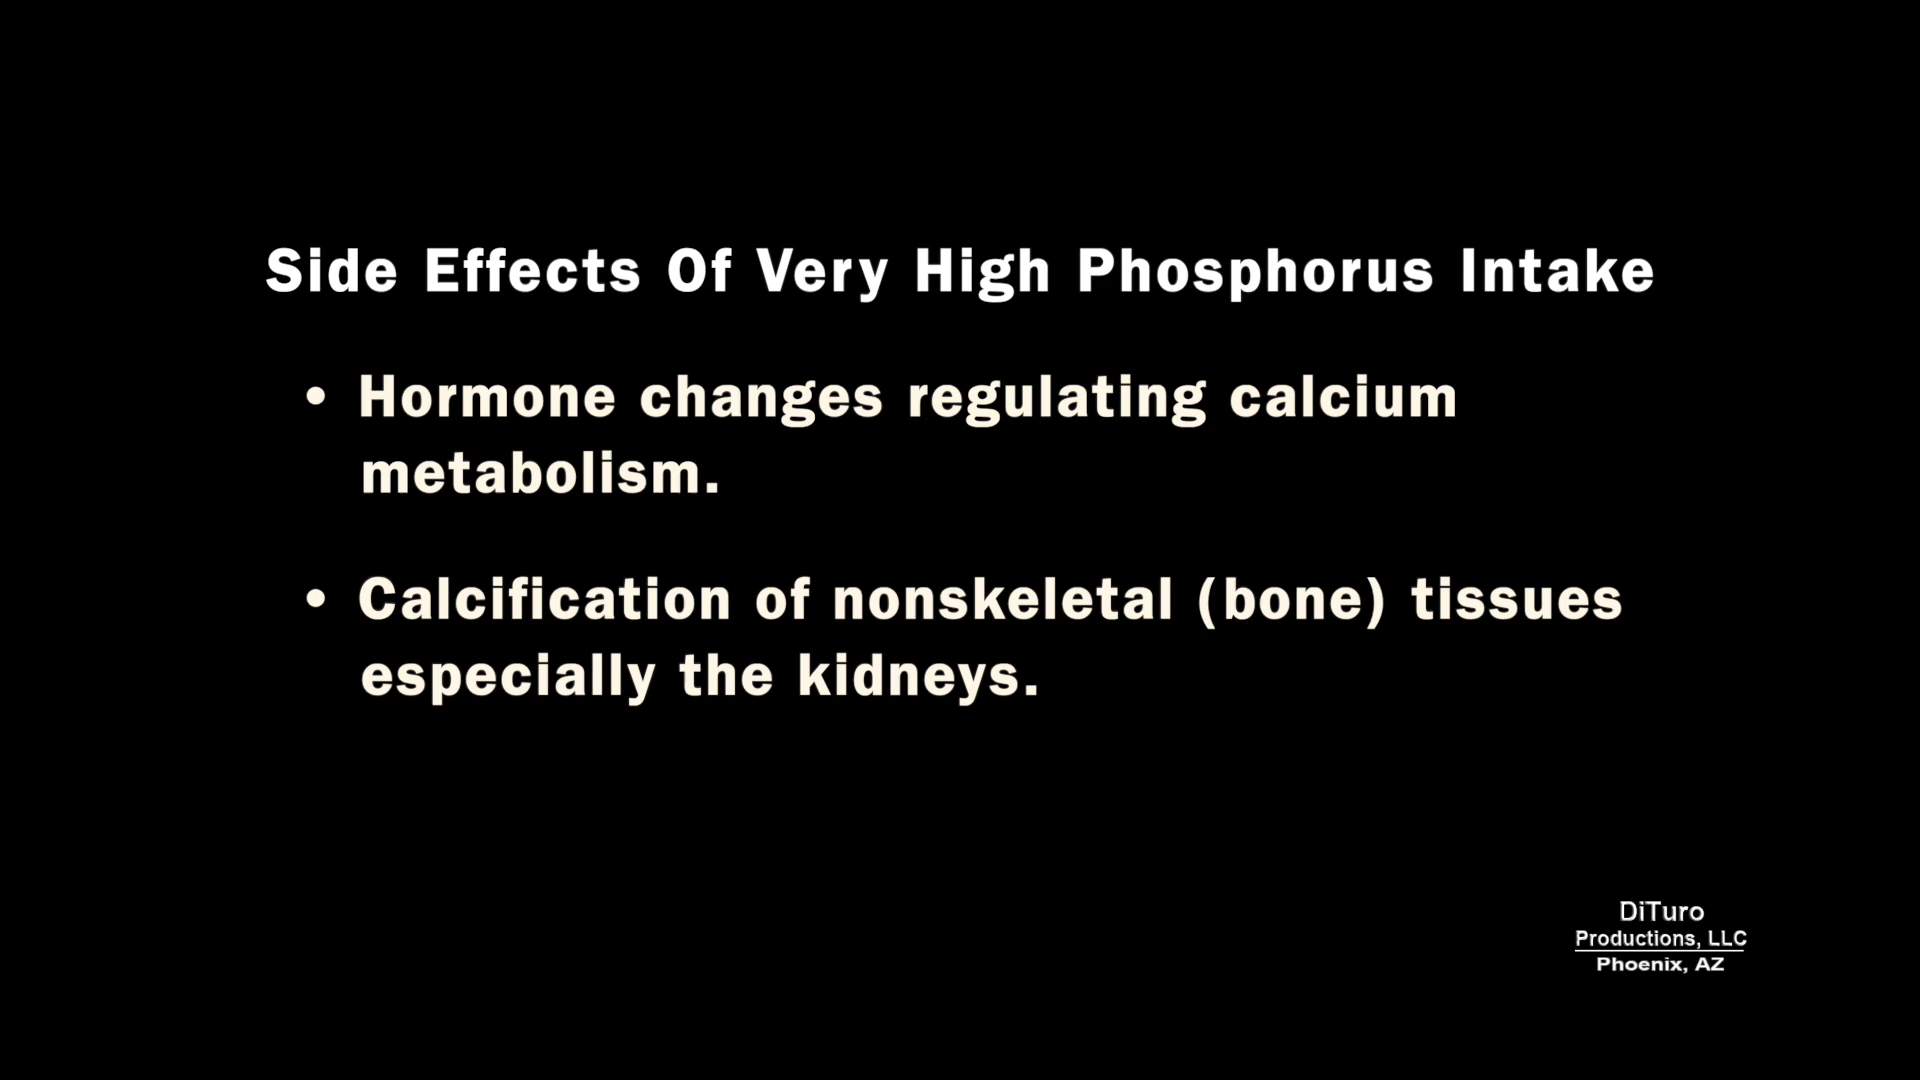 Side Effects Of Very High Phosphorus Intake
• Hormone changes regulating calcium
metabolism.
• Calcification of nonskeletal (bone) tissues
especially the kidneys.
DiTuro
Productions, LLC
Phoenix, AZ